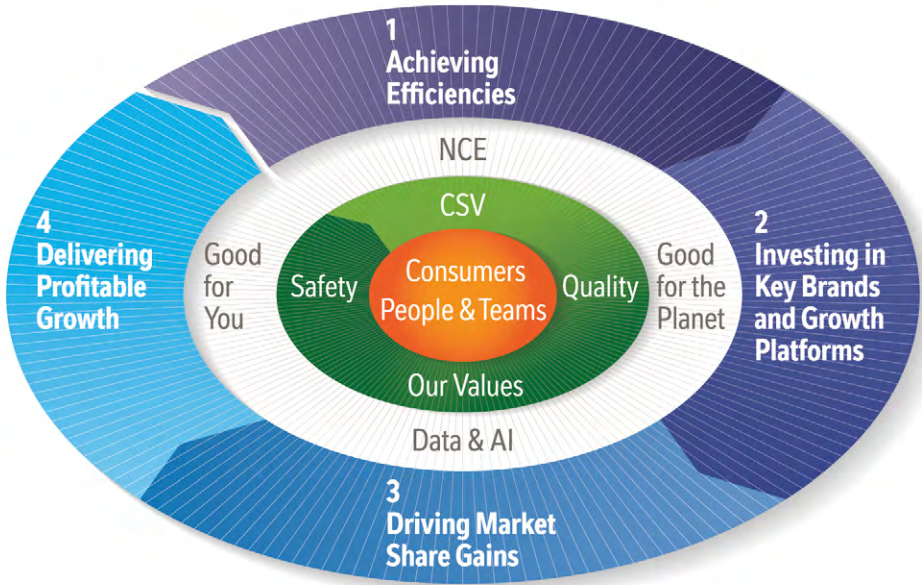 1
Achieving
Efficiencies
NCE
CSV
4
Delivering
Profitable
Growth
Good
for
You
Safety
Consumers
People & Teams
Quality
Good
for the
Planet
2
Investing in
Key Brands
and Growth
Platforms
Our Values
Data & AI
3
Driving Market
Share Gains